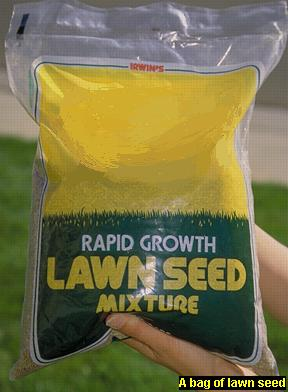 IRWIN'S
RAPID GROWTH
LAWN SEED
MIXTURE
A bag of lawn seed